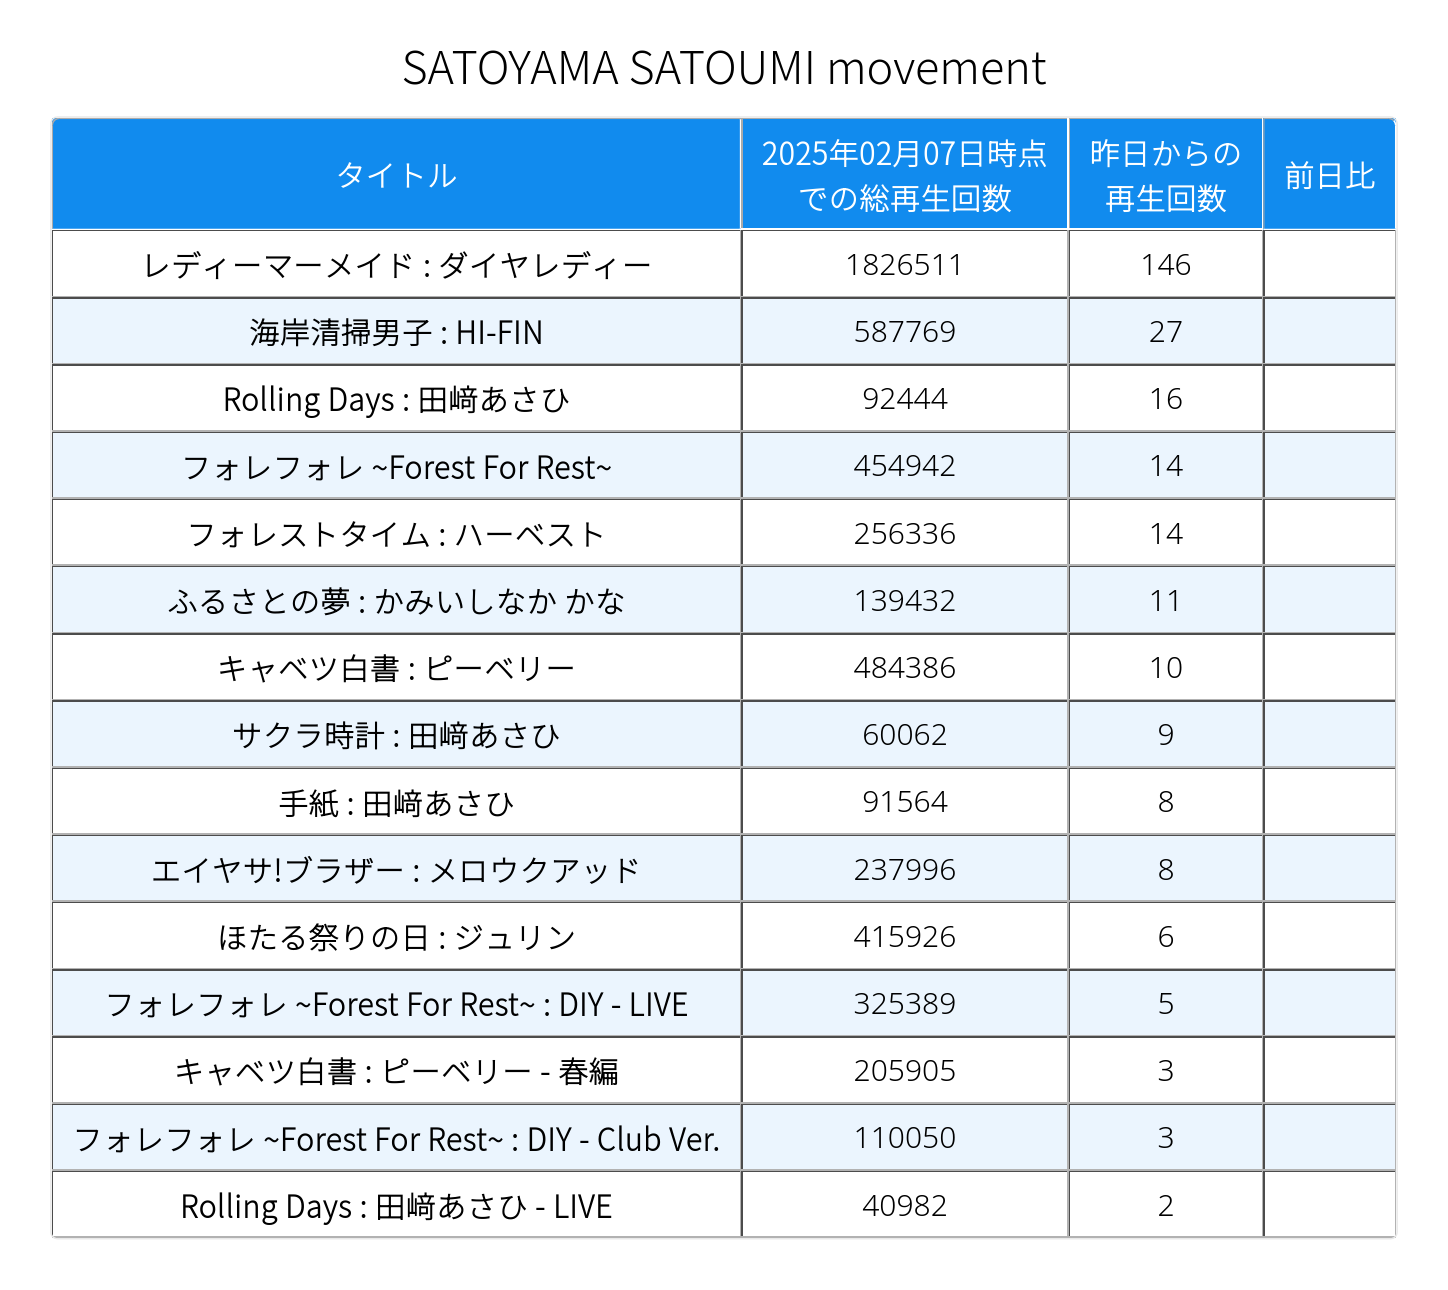 SATOYAMA SATOUMI movement
タイトル 2025年02月07日時点での総再生回数 昨日からの再生回数 前日比
レディーマーメイド : ダイヤレディー 1826511 146
海岸清掃男子 : HI-FIN 587769 27
Rolling Days : 田﨑あさひ 92444 16
フォレフォレ ~Forest For Rest~ 454942 14
フォレストタイム : ハーベスト 256336 14
ふるさとの夢 : かみいしなか かな 139432 11
キャベツ白書 : ピーベリー 484386 10
サクラ時計 : 田﨑あさひ 60062 9
手紙 : 田﨑あさひ 91564 8
エイヤサ!ブラザー : メロウクアッド 237996 8
ほたる祭りの日 : ジュリン 415926 6
フォレフォレ ~Forest For Rest~ : DIY - LIVE 325389 5
キャベツ白書 : ピーベリー - 春編 205905 3
フォレフォレ ~Forest For Rest~ : DIY - Club Ver. 110050 3
Rolling Days : 田﨑あさひ - LIVE 40982 2